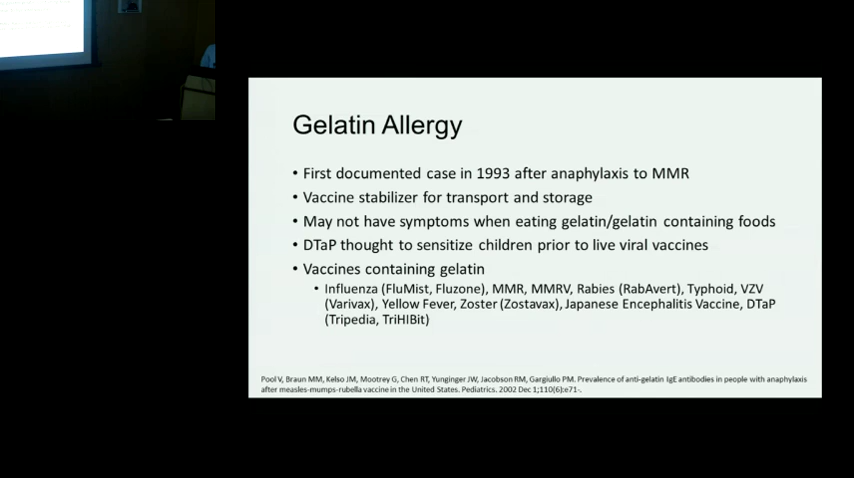 Gelatin Allergy
• First documented case in 1993 after anaphylaxis to MMR
• Vaccine stabilizer for transport and storage
• May not have symptoms when eating gelatin/gelatin containing foods
• DTaP thought to sensitize children prior to live viral vaccines
• Vaccines containing gelatin
• Influenza (FluMist, Fluzone), MMR, MMRV, Rabies (RabAvert), Typhoid, VZV
(Varivax), Yellow Fever, Zoster (Zostavax), Japanese Encephalitis Vaccine, DTaP
(Tripedia, TriHIBit)
Pool V, Braun MM, Kelso JM, Mootrey G, Chen RT, Yunginger JW, Jacobson RM, Gargiullo PM. Prevalence of anti-gelatin IgE antibodies in people with anaphylaxis
after measles-mumps-rubella vaccine in the United States. Pediatrics. 2002 Dec 1;110(6):e71-.